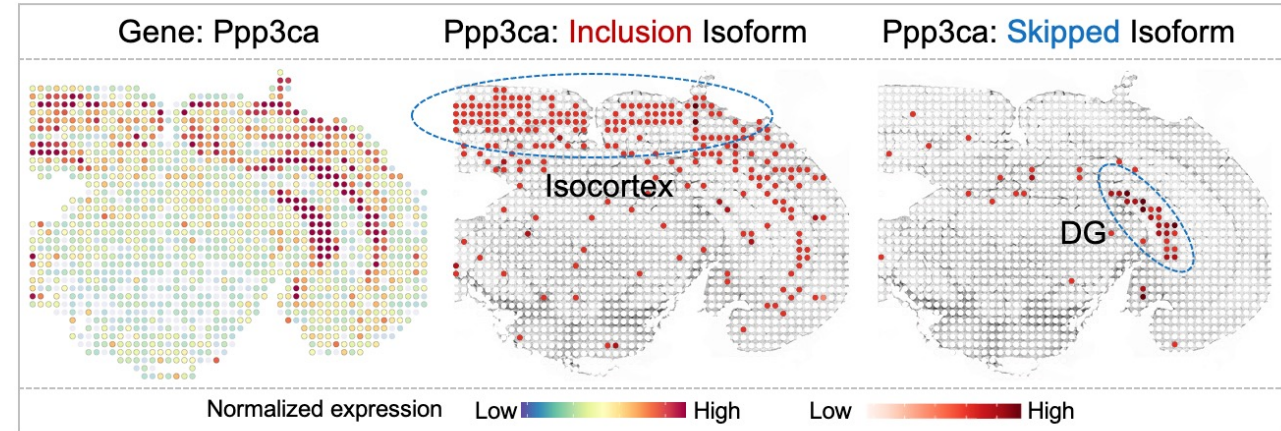 Gene: Ppp3ca
Ppp3ca: Inclusion Isoform
Ppp3ca: Skipped Isoform
Isocortex
DG
Normalized expression Low High
Low High